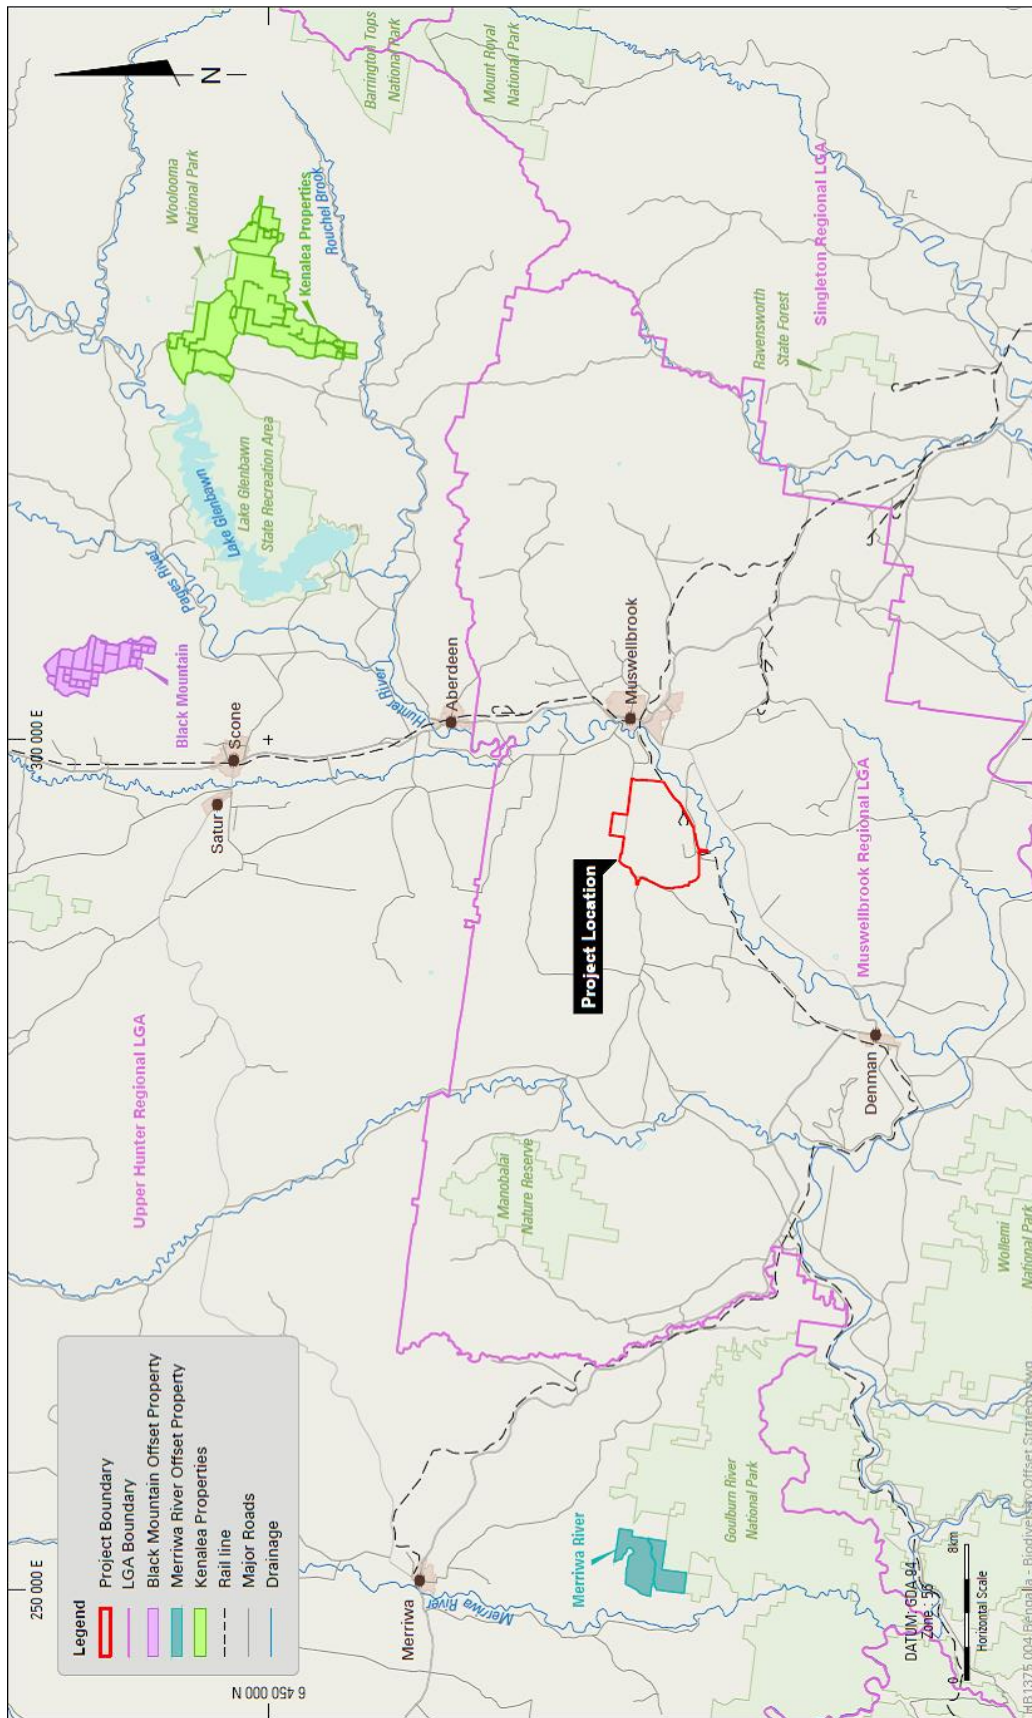 250 000 E
300 000 E
6 450 000 N
N
Legend
Project Boundary
LGA Boundary
Black Mountain Offset Property
Merriwa River Offset Property
Kenalea Properties
Rail line
Major Roads
Drainage
Upper Hunter Regional LGA
Satur
Scone
Black Mountain
Pages River
Lake Glenbawn
Lake Glenbawn
State Recreation Area
Woolooma
National Park
Kenalea Properties
Rouchel Brook
Barrington Tops
National Park
Mount Royal
National Park
Merriwa
Merriwa River
Hunter River
Aberdeen
Manobalai
Nature Reserve
Project Location
Muswellbrook
Merriwa River
Goulburn River
National Park
Ravensworth
State Forest
Singleton Regional LGA
Denman
Muswellbrook Regional LGA
Wollemi
National Park
DATUM: GDA 94
Zone : 56
0
8km
Horizontal Scale
Bengalla - Biodiversity Offset Strategy